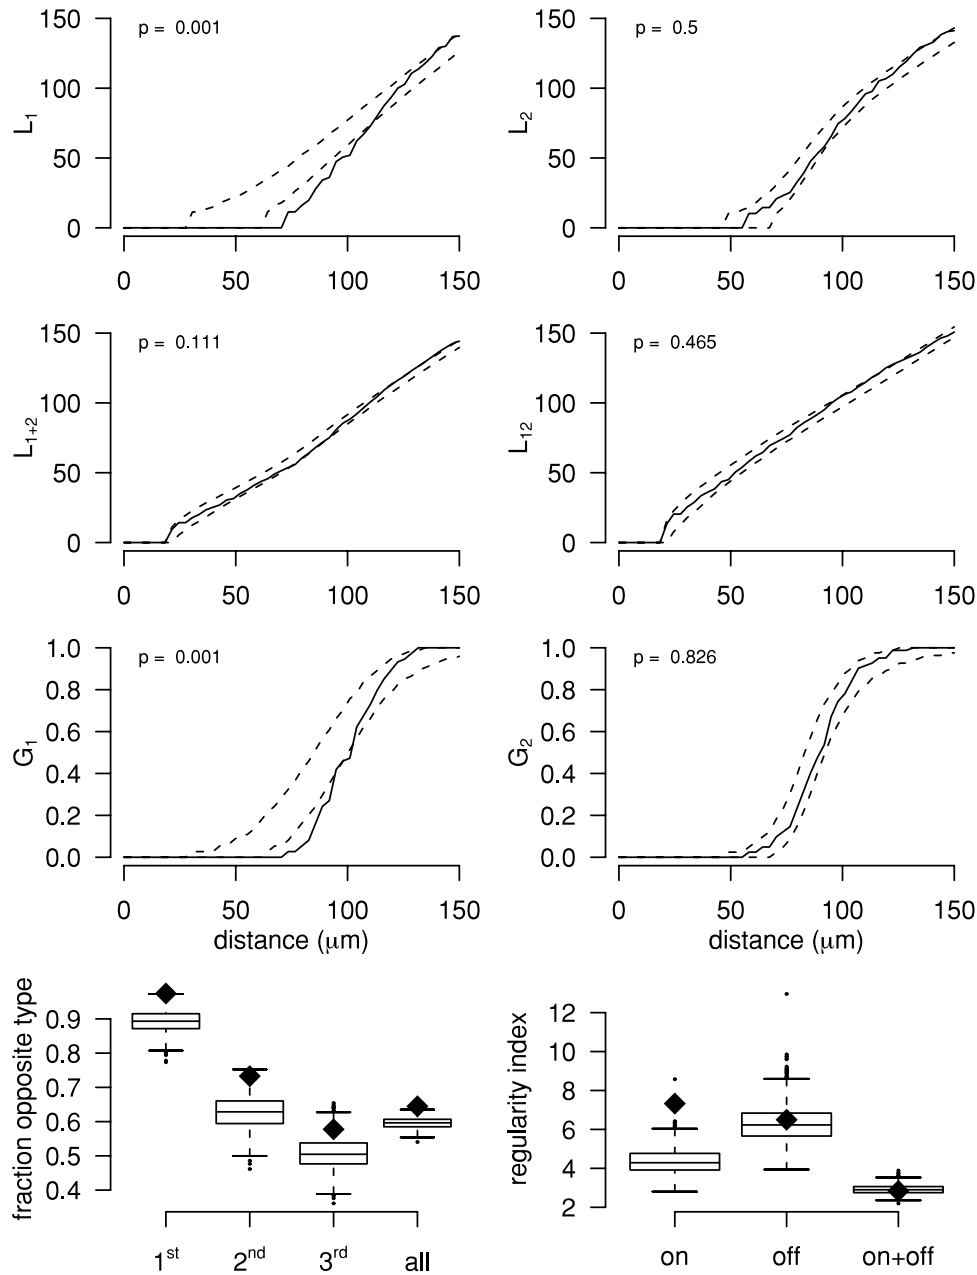 150
100
50
0
L1
p = 0.001
0 50 100 150
150
100
50
0
L2
p = 0.5
0 50 100 150
150
100
50
0
L1+2
p = 0.111
0 50 100 150
150
100
50
0
L12
p = 0.465
0 50 100 150
1.0
0.8
0.6
0.4
0.2
0.0
G1
p = 0.001
0 50 100 150
distance (μm)
1.0
0.8
0.6
0.4
0.2
0.0
G2
p = 0.826
0 50 100 150
distance (μm)
fraction opposite type
0.9
0.8
0.7
0.6
0.5
0.4
1st 2nd 3rd all
regularity index
12
10
8
6
4
2
on off on+off